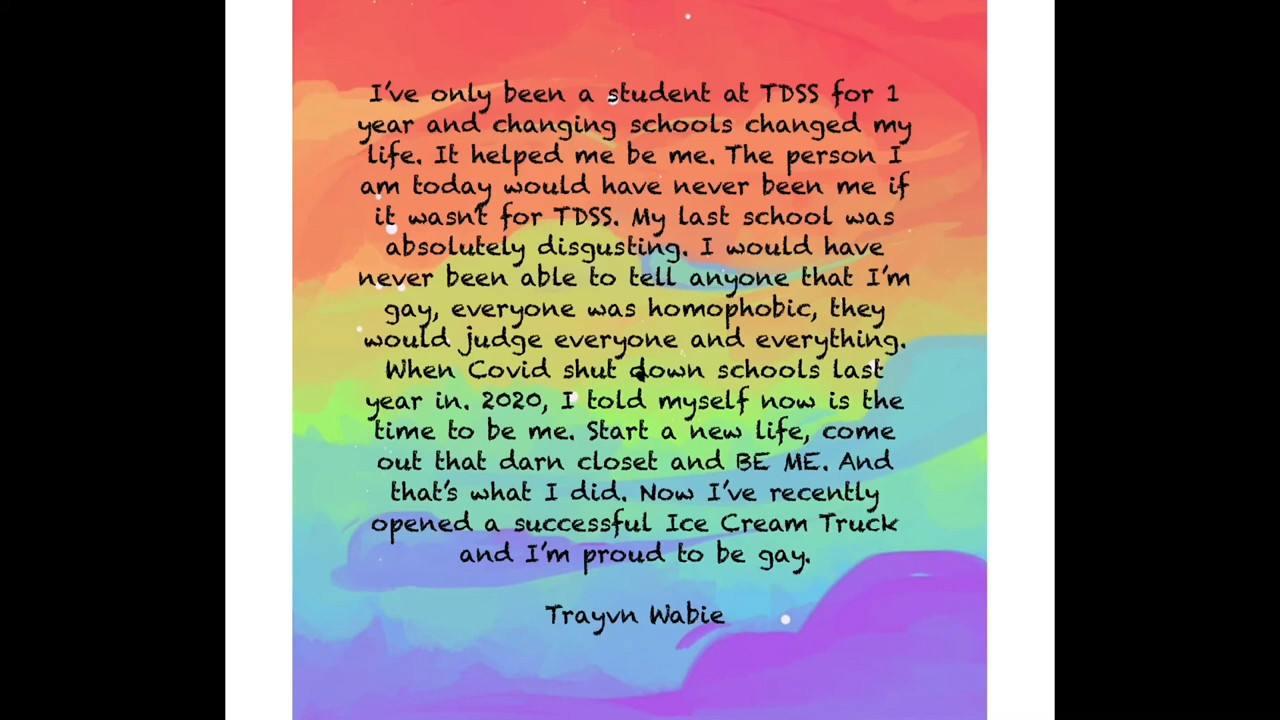 I've only been a student at TDSS for 1
year and changing schools changed my
life. It helped me be me. The person I
am today would have never been me if
it wasn't for TDSS. My last school was
absolutely disgusting. I would have
never been able to tell anyone that I'm
gay, everyone was homophobic, they
would judge everyone and everything.
When Covid shut down schools last
year in. 2020, I told myself now is the
time to be me. Start a new life, come
out that darn closet and BE ME. And
that's what I did. Now I've recently
opened a successful Ice Cream Truck
and I'm proud to be gay.
Trayvn Wabie